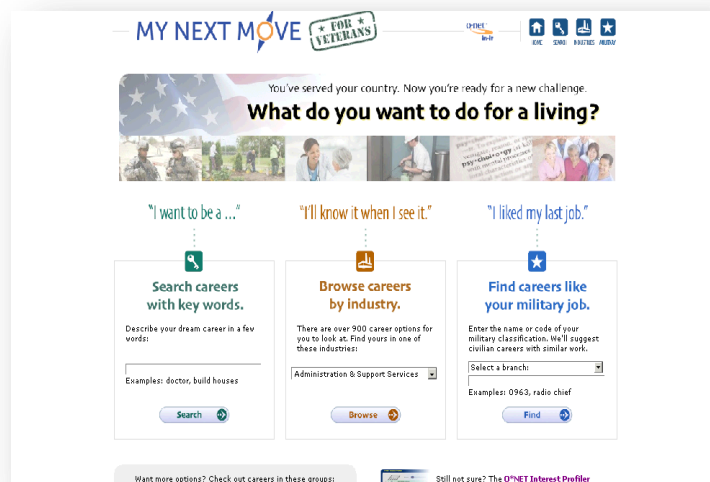 MY NEXT MOVE
FOR
VETERANS
o·net
in-it
HOME SEARCH INDUSTRIES MILITARY
You've served your country. Now you're ready for a new challenge.
What do you want to do for a living?
psy·chol·o·gy
"I want to be a ..."
"I'll know it when I see it."
"I liked my last job."
Search careers
with key words.
Describe your dream career in a few
words:
Examples: doctor, build houses
Search
Browse careers
by industry.
There are over 900 career options for
you to look at. Find yours in one of
these industries:
Administration & Support Services
Browse
Find careers like
your military job.
Enter the name or code of your
military classification. We'll suggest
civilian careers with similar work.
Select a branch:
Examples: 0963, radio chief
Find
Want more options? Check out careers in these groups:
Still not sure? The O*NET Interest Profiler